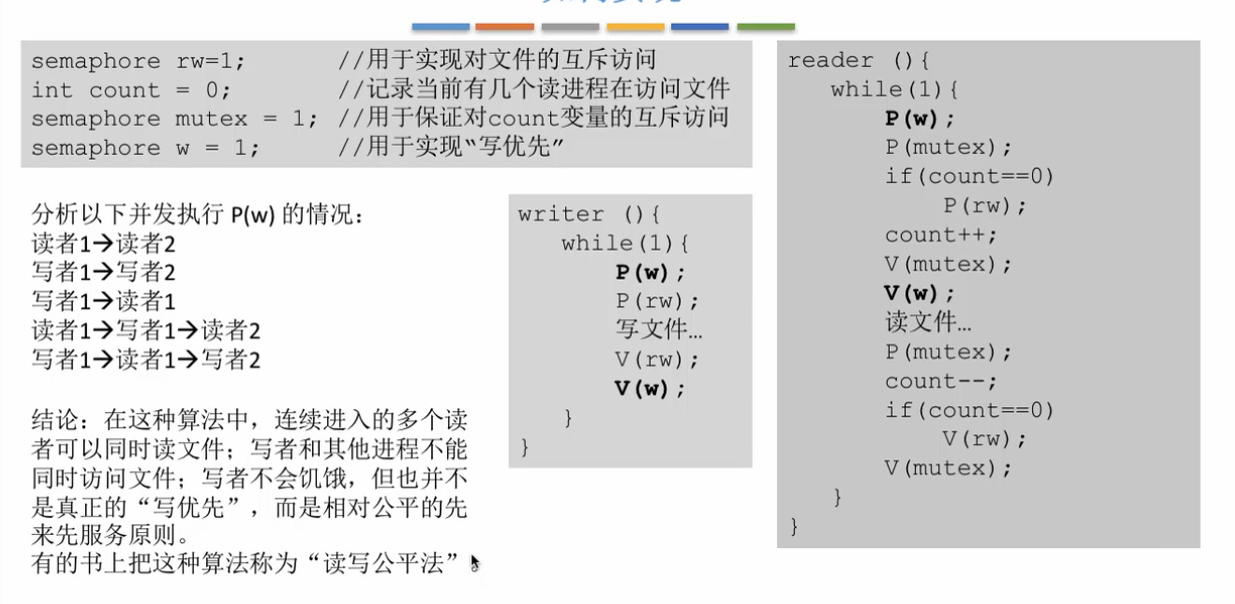 semaphore rw=1; //用于实现对文件的互斥访问
int count = 0; //记录当前有几个读进程在访问文件
semaphore mutex = 1; //用于保证对count变量的互斥访问
semaphore w = 1; //用于实现“写优先”
分析以下并发执行 P(w) 的情况：
读者1→读者2
写者1→写者2
写者1→读者1
读者1→写者1→读者2
写者1→读者1→写者2
结论：在这种算法中，连续进入的多个读
者可以同时读文件；写者和其他进程不能
同时访问文件；写者不会饥饿，但也并不
是真正的“写优先”，而是相对公平的先
来先服务原则。
有的书上把这种算法称为“读写公平法”
writer (){
while(1){
P(w);
P(rw);
写文件…
V(rw);
V(w);
}
}
reader (){
while(1){
P(w);
P(mutex);
if(count==0)
P(rw);
count++;
V(mutex);
V(w);
读文件…
P(mutex);
count--;
if(count==0)
V(rw);
V(mutex);
}
}